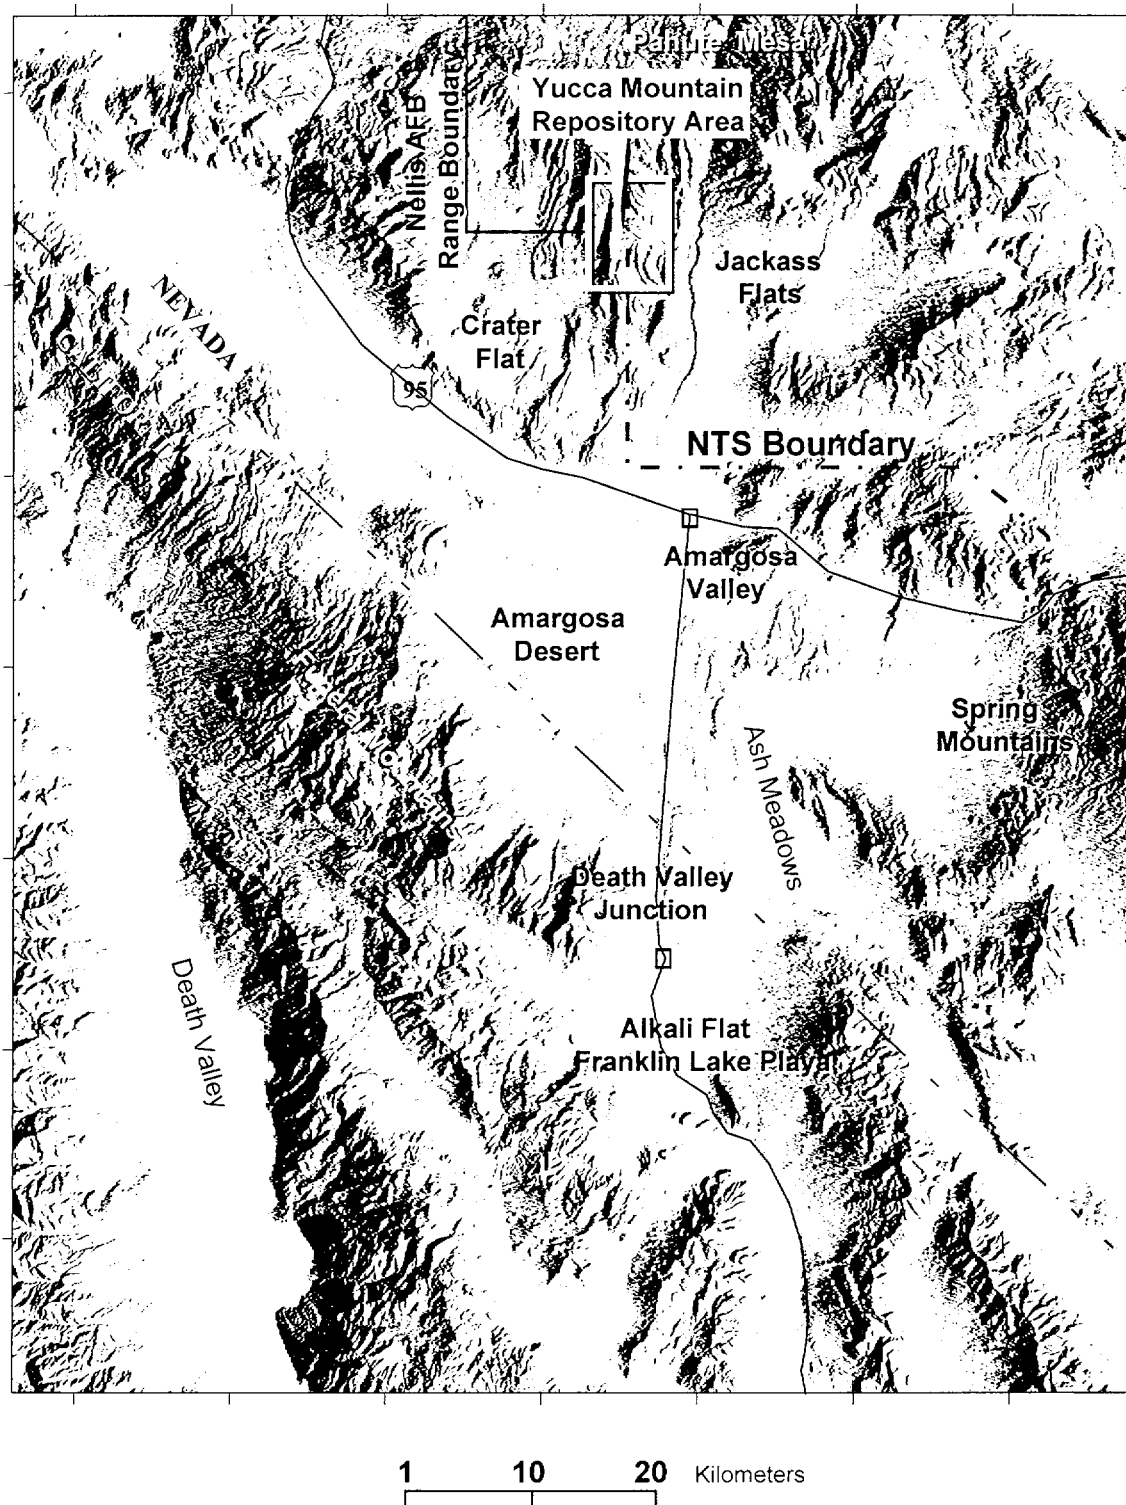 Pahute Mesa
Yucca Mountain
Repository Area
Nellis AFB
Range Boundary
Jackass
Flats
NEVADA
Crater
Flat
95
NTS Boundary
Amargosa
Valley
Amargosa
Desert
Spring
Mountains
Ash Meadows
Death Valley
Junction
Death Valley
Alkali Flat
Franklin Lake Playa
1 10 20 Kilometers